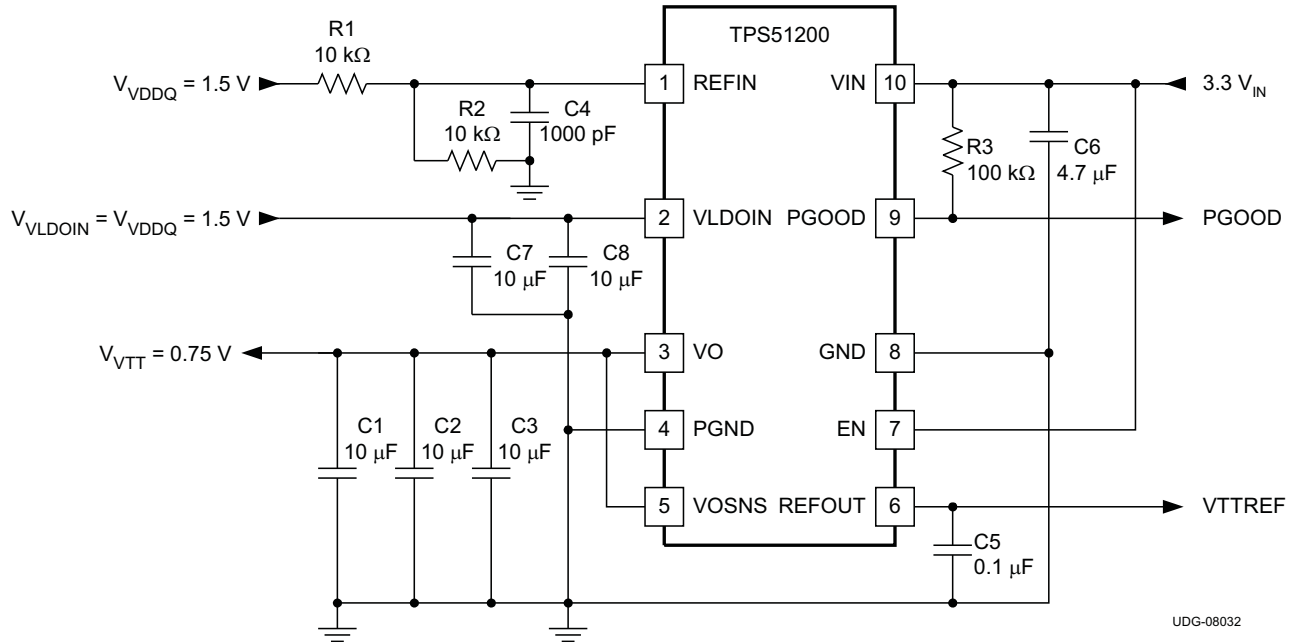 R1
10 kΩ
TPS51200
V_VDDQ = 1.5 V
1
REFIN
VIN
10
3.3 V_IN
R2
10 kΩ
C4
1000 pF
R3
100 kΩ
C6
4.7 μF
V_VLDOIN = V_VDDQ = 1.5 V
2
VLDOIN
PGOOD
9
PGOOD
C7
10 μF
C8
10 μF
V_VTT = 0.75 V
3
VO
GND
8
C1
10 μF
C2
10 μF
C3
10 μF
4
PGND
EN
7
5
VOSNS
REFOUT
6
VTTREF
C5
0.1 μF
UDG-08032